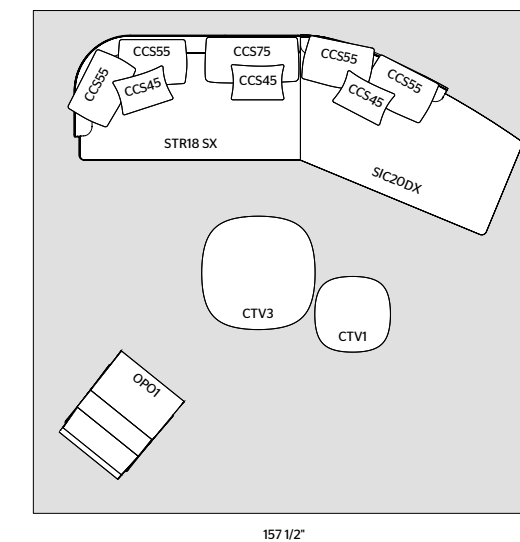 CCS55
CCS75
CCS55
CCS55
CCS55
CCS45
CCS45
CCS45
STR18 SX
SIC20DX
CTV3
CTV1
OPO1
157 1/2"